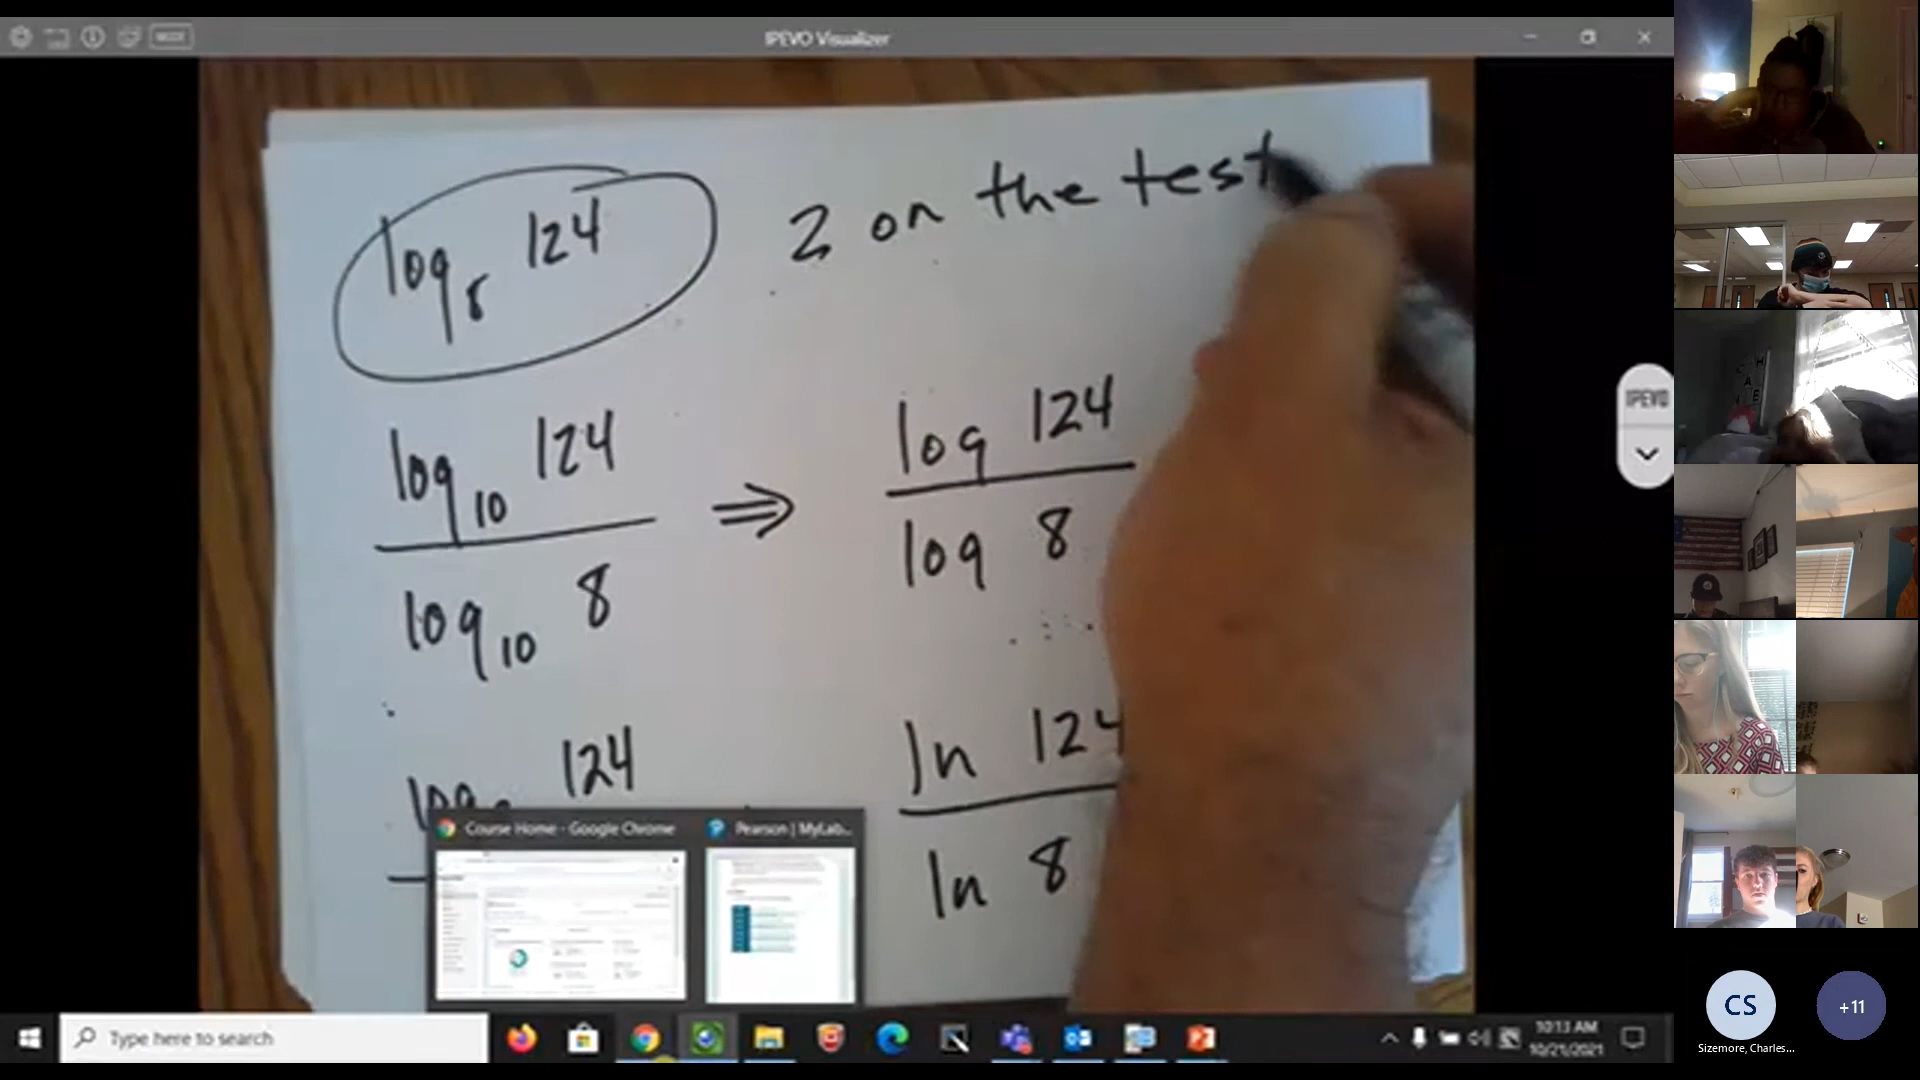 IPEVO Visualizer
log₈ 124
2 on the test
log₁₀ 124
log₁₀ 8
⇒
log 124
log 8
IPEVO
124
log
ln 124
ln 8
Course Home - Google Chrome
Pearson | MyLab...
Type here to search
10:13 AM
10/21/2021
CS
+11
Sizemore, Charles...